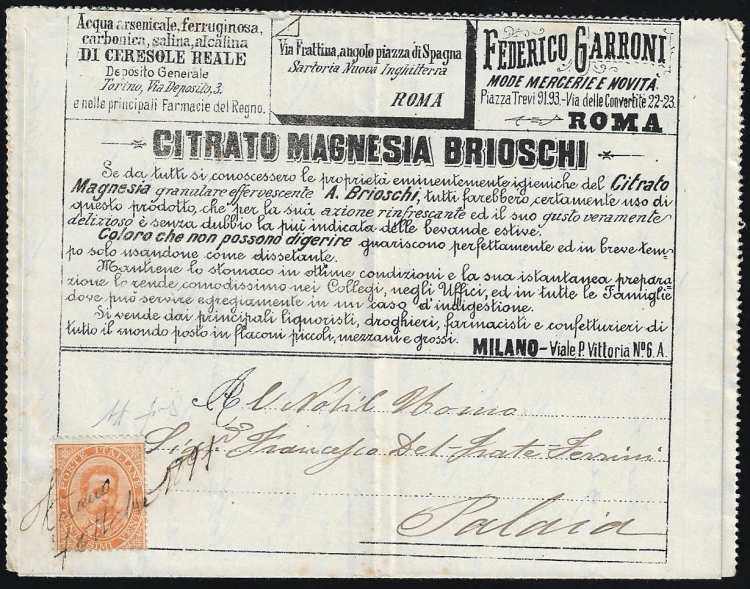 Acqua arsenicale, ferruginosa,
carbonica, salina, alcalina
DI CERESOLE REALE
Deposito Generale
Torino, Via Deposito, 3.
e nelle principali Farmacie del Regno.
Via Frattina, angolo piazza di Spagna
Sartoria Nuova Inghilterra
ROMA
FEDERICO GARRONI
MODE MERCERIE E NOVITÀ
Piazza Trevi 91.93.-Via delle Convertite 22-23.
ROMA
CITRATO MAGNESIA BRIOSCHI
Se da tutti si conoscessero le proprietà eminentemente igieniche del Citrato
Magnesia granulare effervescente A. Brioschi, tutti farebbero, certamente uso di
questo prodotto, che per la sua azione rinfrescante ed il suo gusto veramente
delizioso è senza dubbio la più indicata delle bevande estive.
Coloro che non possono digerire guariscono perfettamente ed in breve tem-
po solo usandone come dissetante.
Mantiene lo stomaco in ottime condizioni e la sua istantanea prepara-
zione lo rende comodissimo nei Collegi, negli Uffici, ed in tutte le Famiglie
dove può servire egregiamente in un caso d'indigestione.
Si vende dai principali liquoristi, droghieri, farmacisti e confetturieri di
tutto il mondo posto in flaconi piccoli, mezzani e grossi.
MILANO-Viale P. Vittoria Nº 6. A.
Al Nobil Uomo
Sigr Francesco Del-Frate Ferrini
Palaia
POSTE ITALIANE